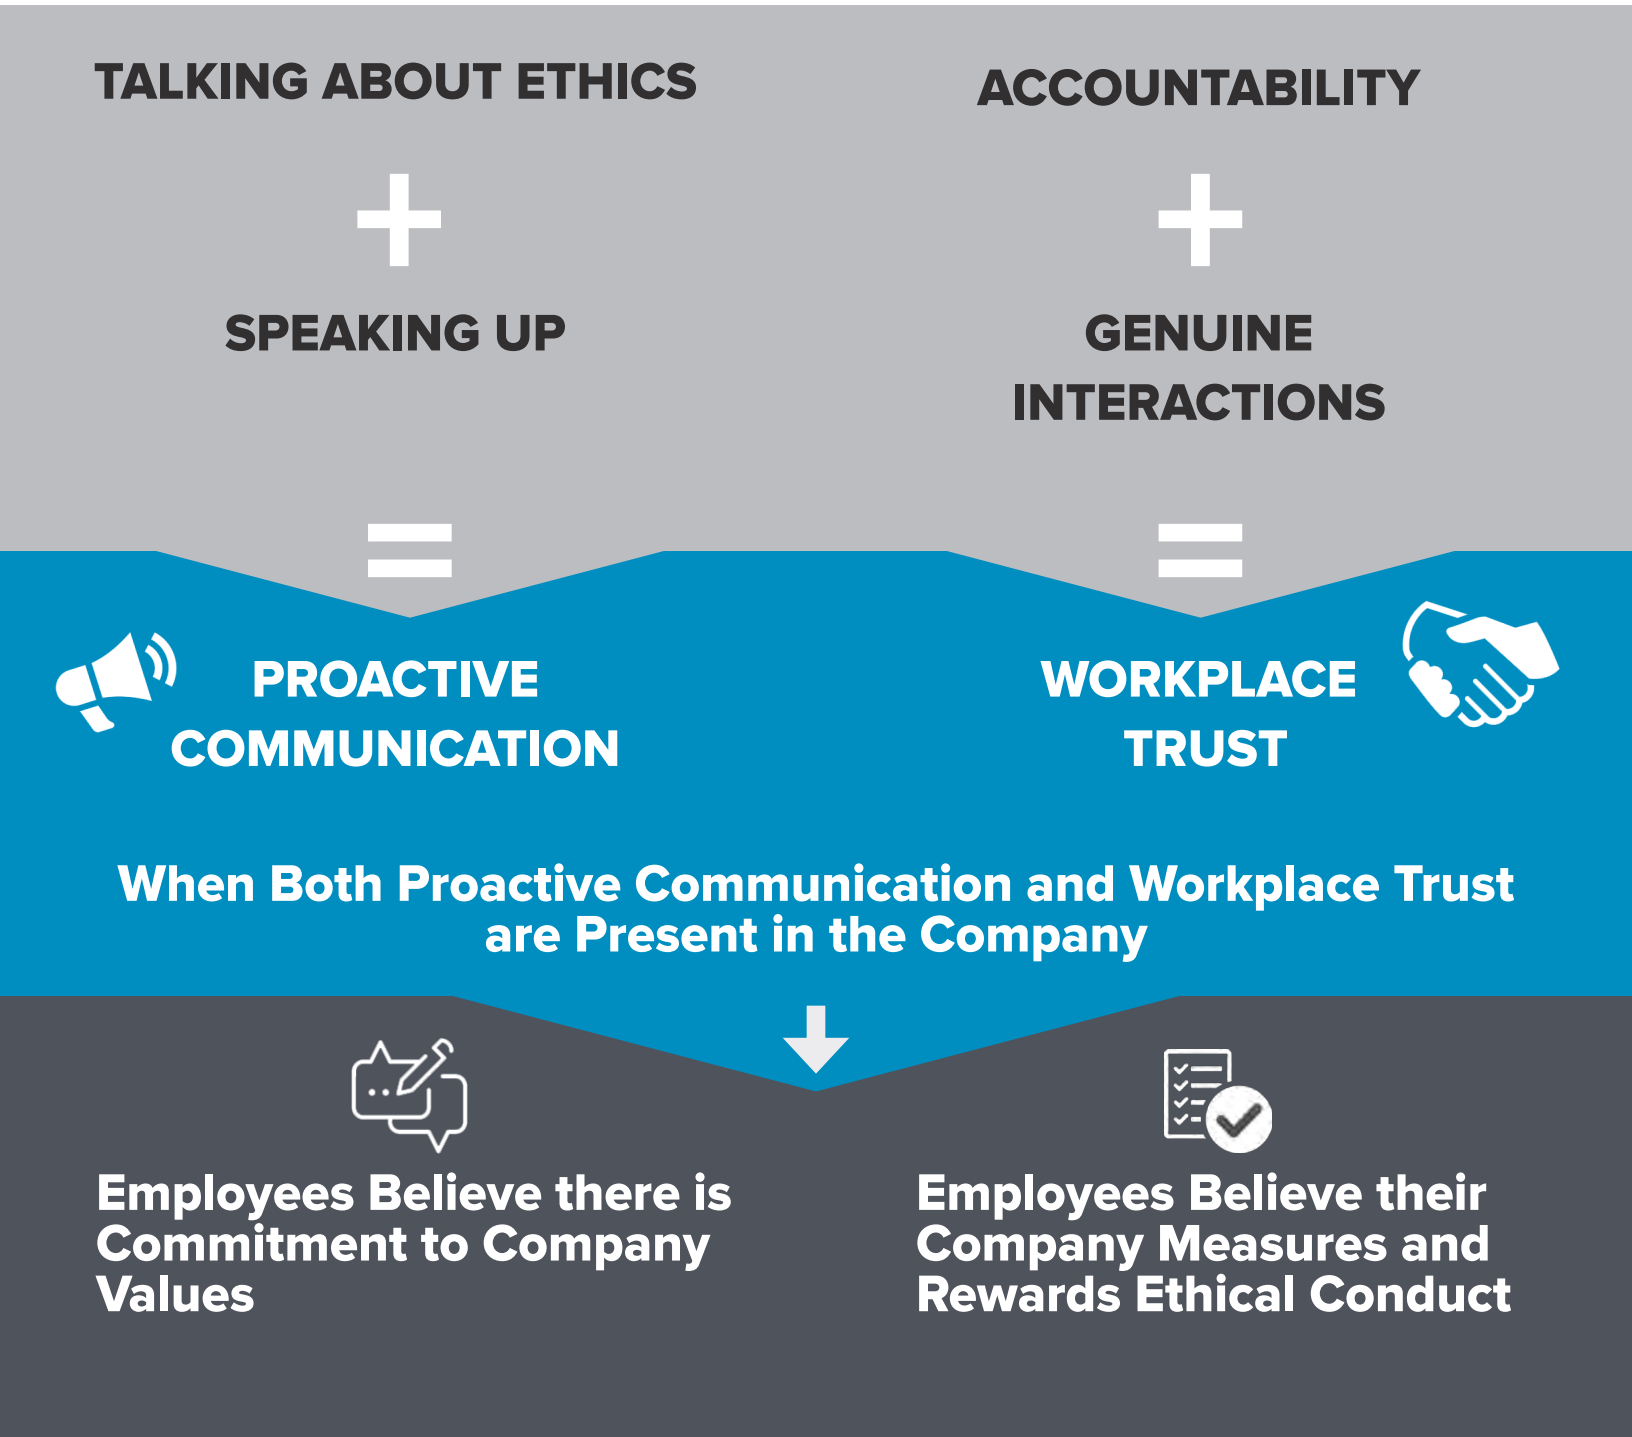 TALKING ABOUT ETHICS
+
SPEAKING UP
=
PROACTIVE
COMMUNICATION
ACCOUNTABILITY
+
GENUINE
INTERACTIONS
=
WORKPLACE
TRUST
When Both Proactive Communication and Workplace Trust
are Present in the Company
Employees Believe there is
Commitment to Company
Values
Employees Believe their
Company Measures and
Rewards Ethical Conduct